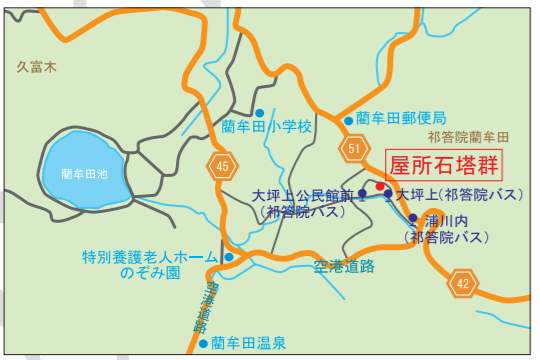 久富木
藺牟田池
藺牟田小学校
藺牟田郵便局
祁答院藺牟田
51
45
屋所石塔群
大坪上公民館前
(祁答院バス)
大坪上(祁答院バス)
浦川内
(祁答院バス)
特別養護老人ホーム
のぞみ園
空港道路
空港道路
42
藺牟田温泉